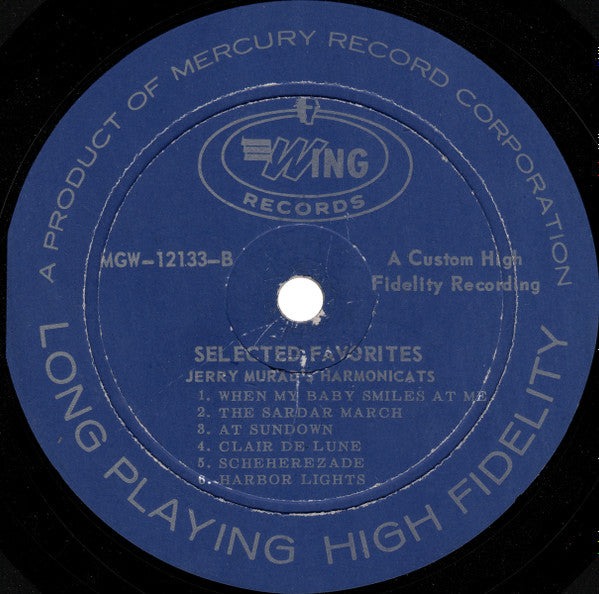 A PRODUCT OF MERCURY RECORD CORPORATION
WING
RECORDS
MGW-12133-B
A Custom High
Fidelity Recording
SELECTED FAVORITES
JERRY MURAD'S HARMONICATS
1. WHEN MY BABY SMILES AT ME
2. THE SARDAR MARCH
3. AT SUNDOWN
4. CLAIR DE LUNE
5. SCHEHEREZADE
6. HARBOR LIGHTS
LONG PLAYING HIGH FIDELITY